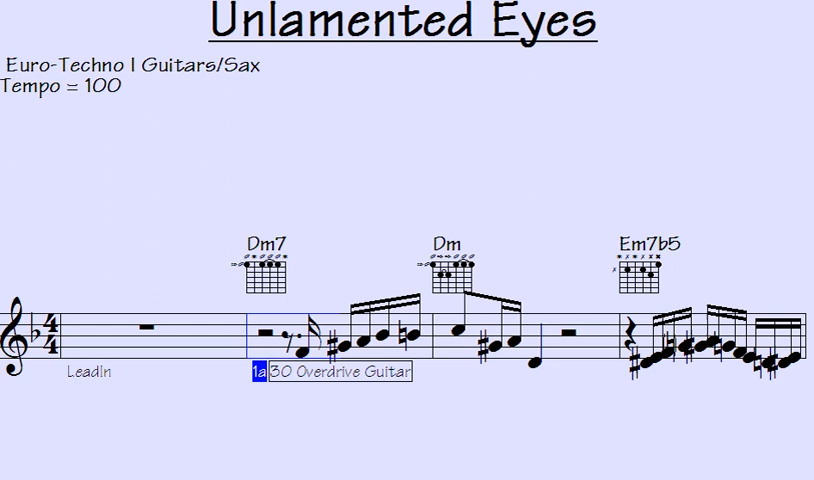 Unlamented Eyes
Euro-Techno | Guitars/Sax
Tempo = 100
Dm7 Dm Em7b5
4
4
LeadIn 1a 30 Overdrive Guitar